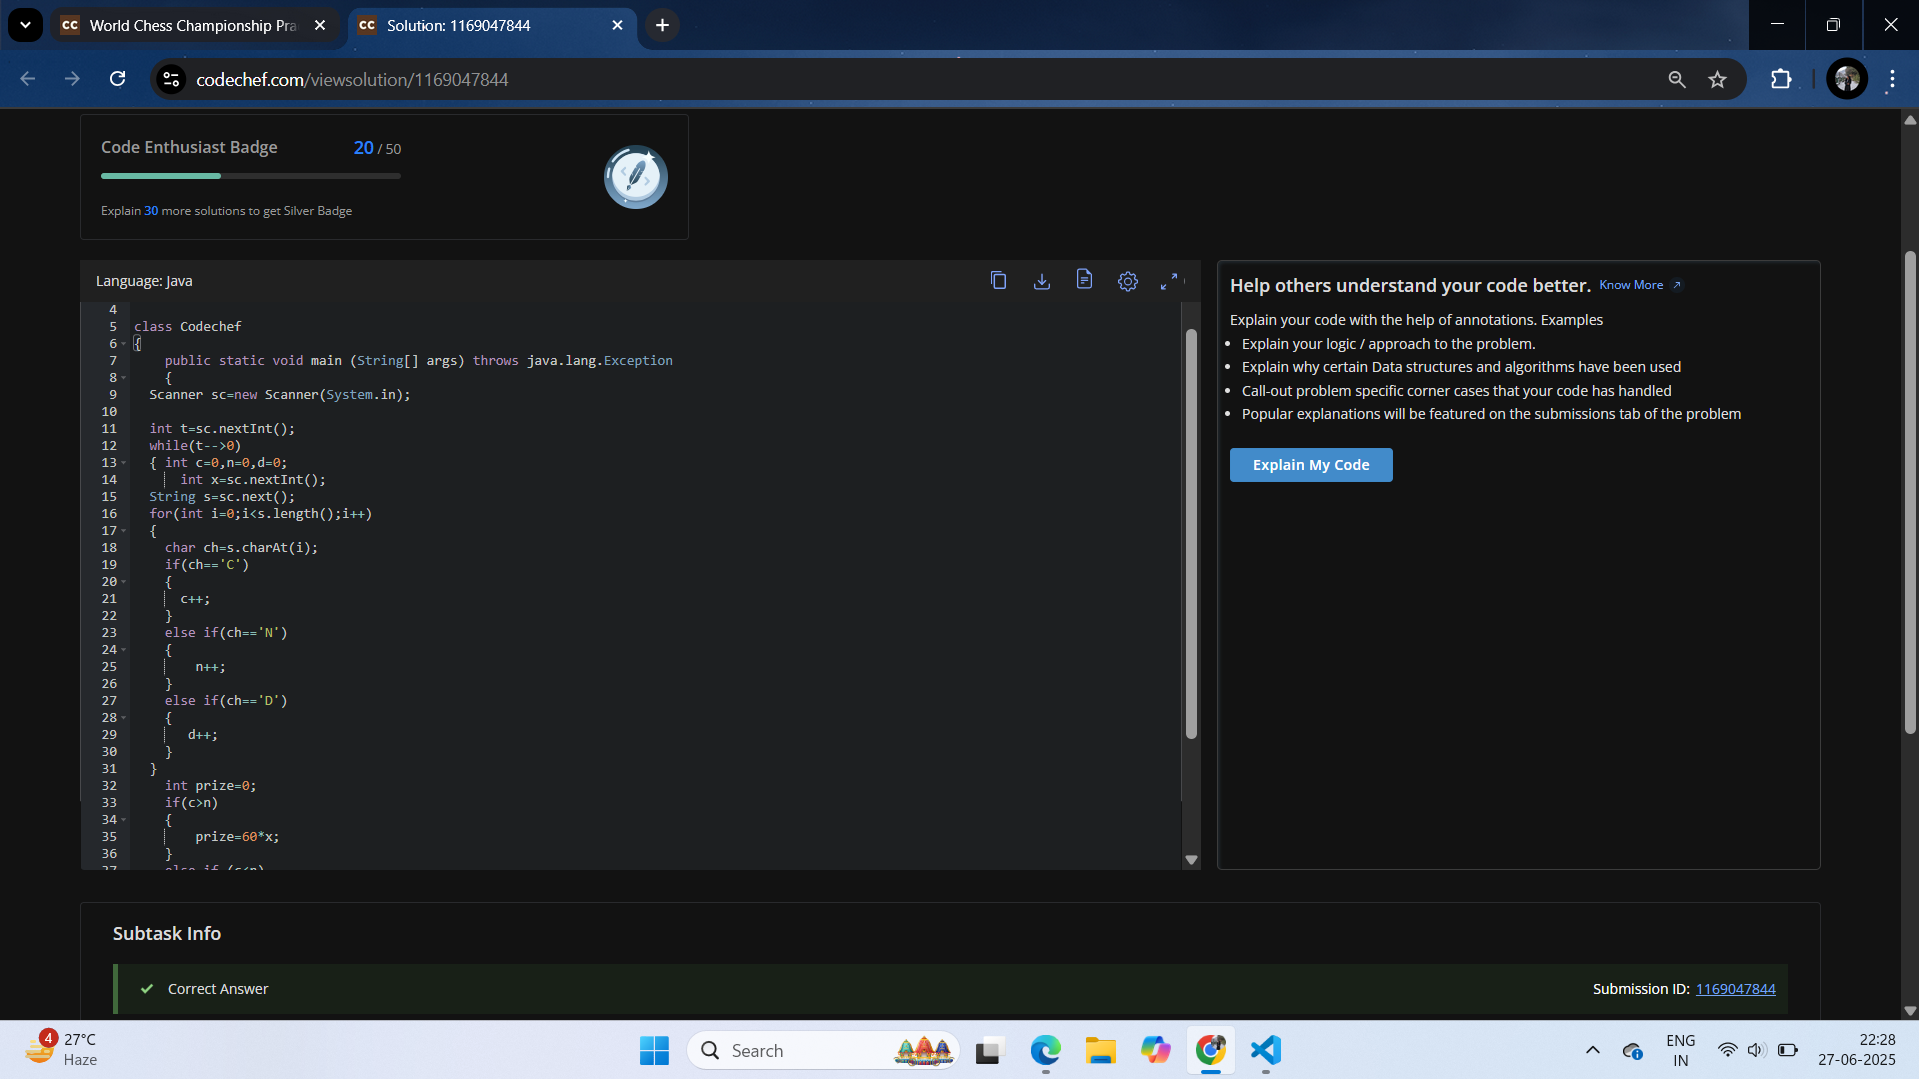 World Chess Championship Pra
Solution: 1169047844
codechef.com/viewsolution/1169047844
Code Enthusiast Badge
20 / 50
Explain 30 more solutions to get Silver Badge
Language: Java
4
5 class Codechef
6 {
7 public static void main (String[] args) throws java.lang.Exception
8 {
9 Scanner sc=new Scanner(System.in);
10
11 int t=sc.nextInt();
12 while(t-->0)
13 { int c=0,n=0,d=0;
14 int x=sc.nextInt();
15 String s=sc.next();
16 for(int i=0;i<s.length();i++)
17 {
18 char ch=s.charAt(i);
19 if(ch=='C')
20 {
21 c++;
22 }
23 else if(ch=='N')
24 {
25 n++;
26 }
27 else if(ch=='D')
28 {
29 d++;
30 }
31 }
32 int prize=0;
33 if(c>n)
34 {
35 prize=60*x;
36 }
37 else if (c<n)
Help others understand your code better. Know More
Explain your code with the help of annotations. Examples
• Explain your logic / approach to the problem.
• Explain why certain Data structures and algorithms have been used
• Call-out problem specific corner cases that your code has handled
• Popular explanations will be featured on the submissions tab of the problem
Explain My Code
Subtask Info
Correct Answer
Submission ID: 1169047844
4
27°C
Haze
Search
ENG
IN
22:28
27-06-2025